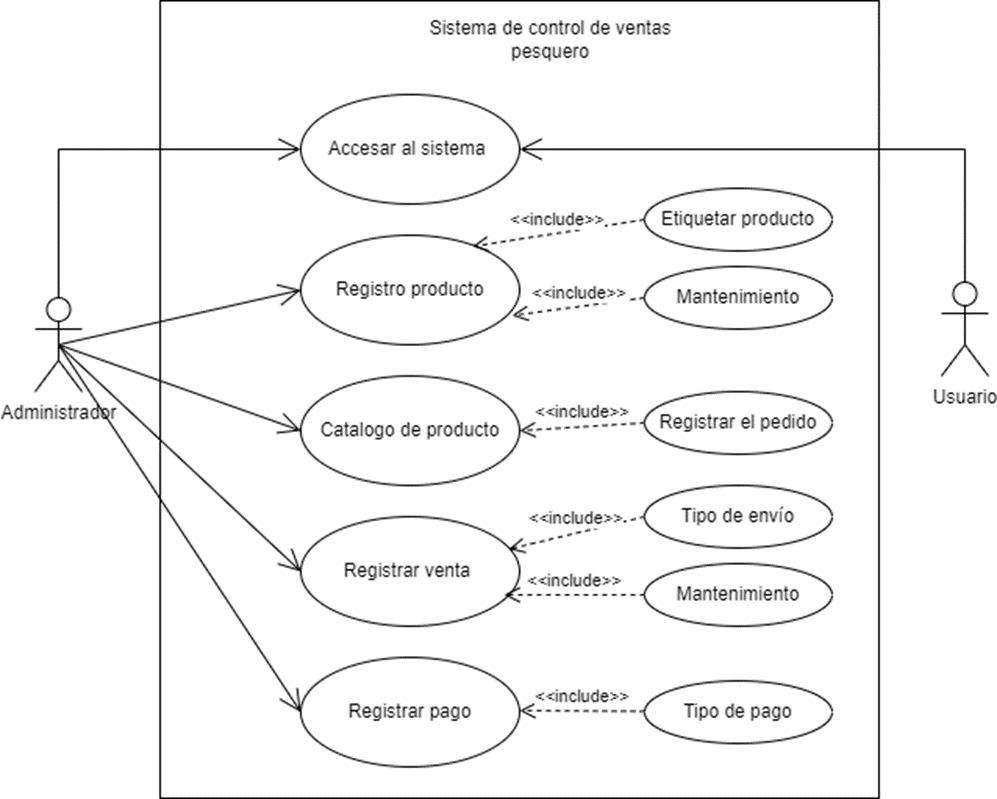 Sistema de control de ventas
pesquero
Accesar al sistema
<<include>>
Etiquetar producto
Registro producto
<<include>>
Mantenimiento
Administrador
Usuario
Catalogo de producto
<<include>>
Registrar el pedido
<<include>>
Tipo de envío
Registrar venta
<<include>>
Mantenimiento
Registrar pago
<<include>>
Tipo de pago